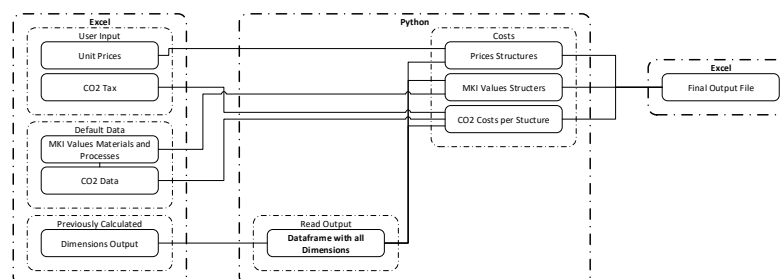 Excel
User Input
Unit Prices
CO2 Tax
Default Data
MKI Values Materials and
Processes
CO2 Data
Previously Calculated
Dimensions Output
Python
Costs
Prices Structures
MKI Values Structers
CO2 Costs per Stucture
Read Output
Dataframe with all
Dimensions
Excel
Final Output File